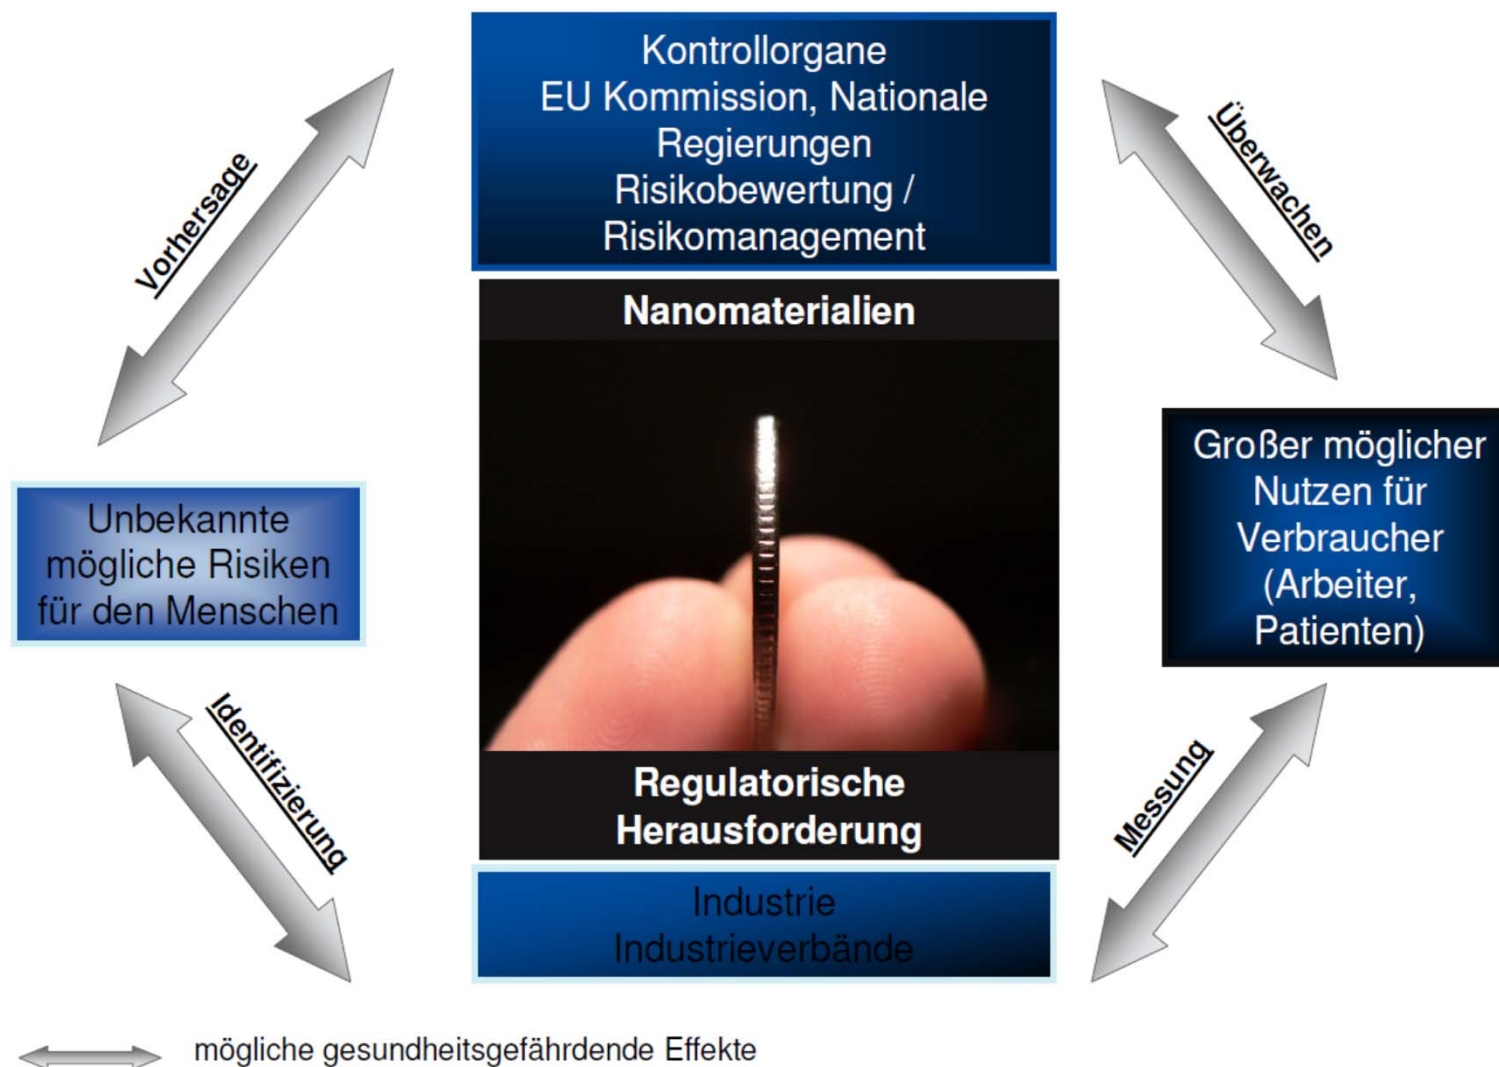 Kontrollorgane
EU Kommission, Nationale
Regierungen
Risikobewertung /
Risikomanagement
Vorhersage
Überwachen
Nanomaterialien
Unbekannte
mögliche Risiken
für den Menschen
Großer möglicher
Nutzen für
Verbraucher
(Arbeiter,
Patienten)
Identifizierung
Messung
Regulatorische
Herausforderung
Industrie
Industrieverbände
mögliche gesundheitsgefährdende Effekte